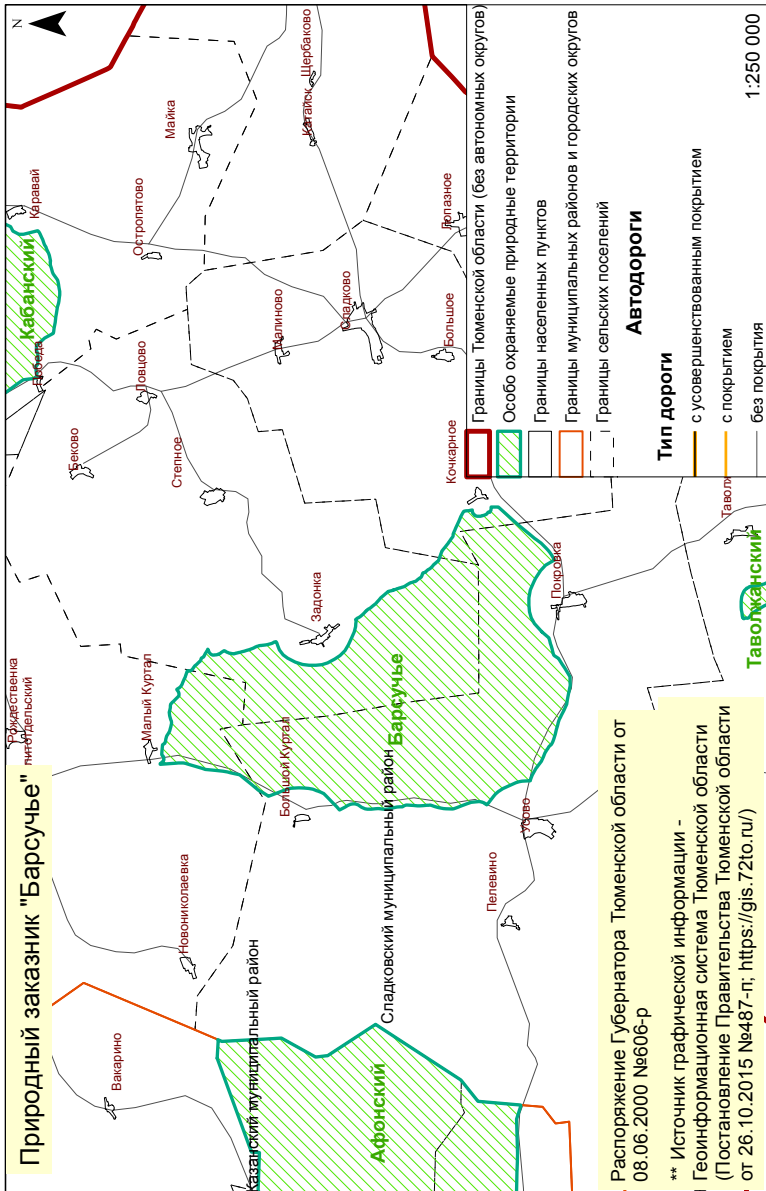 Природный заказник "Барсучье"
N
Рождественка
Малый Куртал
Кабанский
Каравай
Победа
Беково
Ловцово
Остропятово
Майка
Вакарино
Новониколаевка
Степное
Задонка
Малиново
Катайск
Щербаково
Большой Куртал
Казанский муниципальный район
Сладковский муниципальный район
Барсучье
Афонский
Сладково
Большое
Лопазное
Кочкарное
Пелевино
Усово
Покровка
Таволжанский
Границы Тюменской области (без автономных округов)
Особо охраняемые природные территории
Границы населенных пунктов
Границы муниципальных районов и городских округов
Границы сельских поселений
Автодороги
Тип дороги
с усовершенствованным покрытием
с покрытием
без покрытия
1:250 000
Распоряжение Губернатора Тюменской области от
08.06.2000 №606-р
** Источник графической информации -
Геоинформационная система Тюменской области
(Постановление Правительства Тюменской области
от 26.10.2015 №487-п; https://gis.72to.ru/)